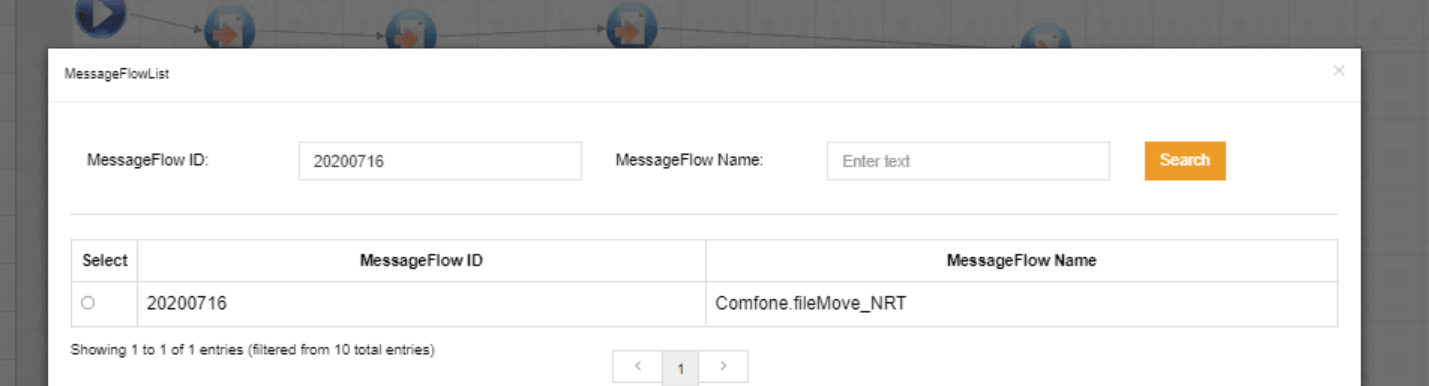 MessageFlowList ×
MessageFlow ID: 20200716 MessageFlow Name: Enter text Search
Select MessageFlow ID MessageFlow Name
20200716 Comfone.fileMove_NRT
Showing 1 to 1 of 1 entries (filtered from 10 total entries)
< 1 >